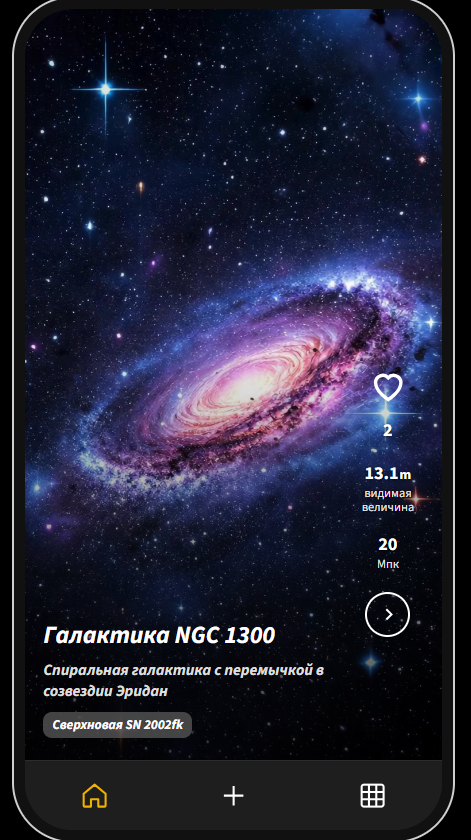 2
13.1m
видимая
величина
20
Мпк
Галактика NGC 1300
Спиральная галактика с перемычкой в
созвездии Эридан
Сверхновая SN 2002fk